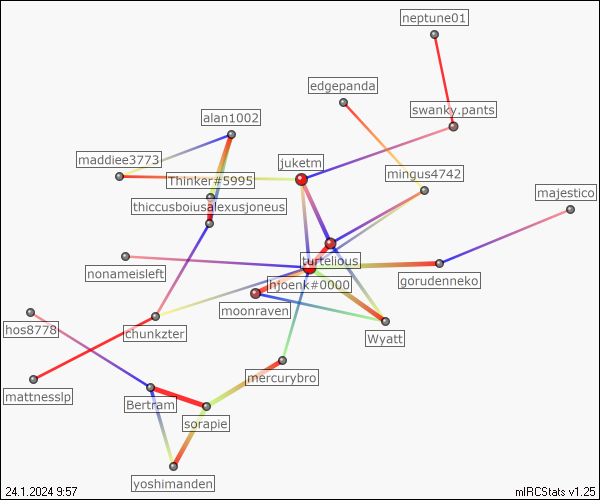 neptune01
edgepanda
swanky.pants
alan1002
maddiee3773
juketm
Thinker#5995
mingus4742
majestico
thiccusboiusalexusjoneus
turtelious
nonameisleft
gorudenneko
hjoenk#0000
moonraven
hos8778
chunkzter
Wyatt
mercurybro
mattnesslp
Bertram
sorapie
yoshimanden
24.1.2024 9:57
mIRCStats v1.25